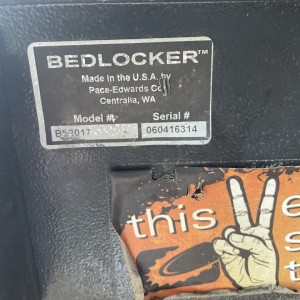 BEDLOCKER™
Made in the U.S.A. by
Pace-Edwards Co
Centralia, WA
Model # Serial #
060416314
this